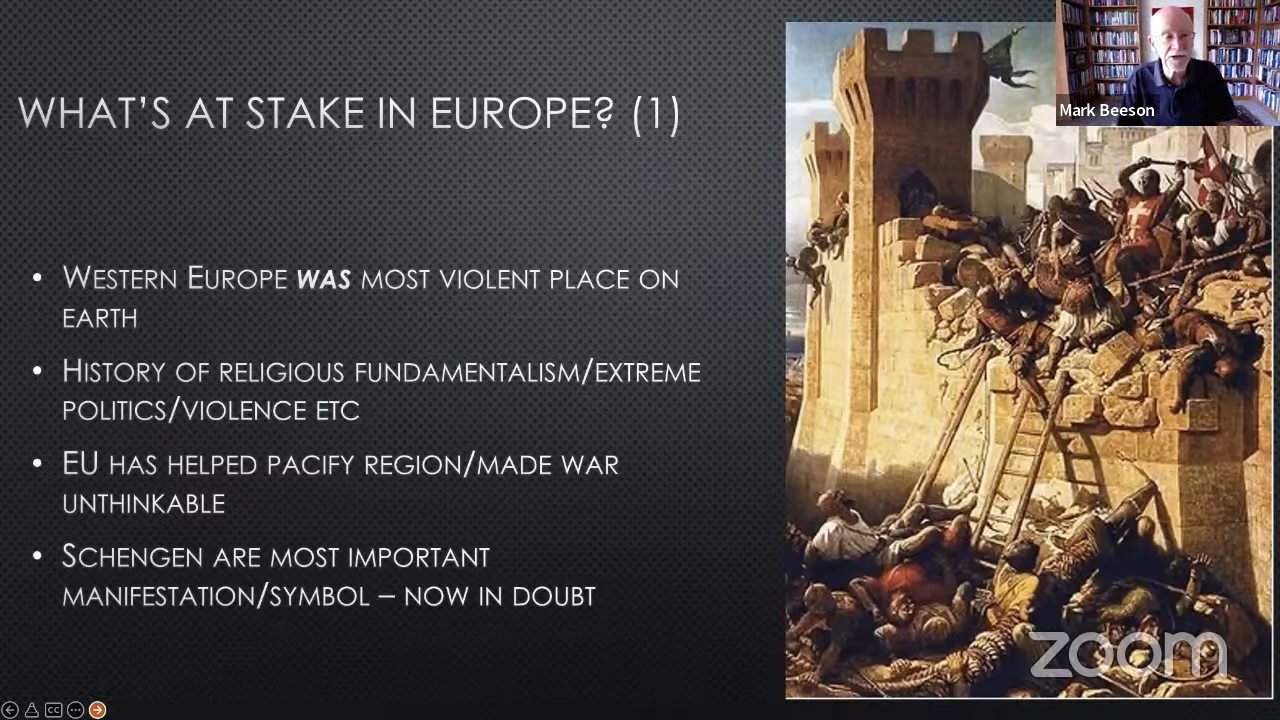 WHAT'S AT STAKE IN EUROPE? (1)
Mark Beeson
• WESTERN EUROPE WAS MOST VIOLENT PLACE ON
EARTH
• HISTORY OF RELIGIOUS FUNDAMENTALISM/EXTREME
POLITICS/VIOLENCE ETC
• EU HAS HELPED PACIFY REGION/MADE WAR
UNTHINKABLE
• SCHENGEN ARE MOST IMPORTANT
MANIFESTATION/SYMBOL – NOW IN DOUBT
zoom
CC